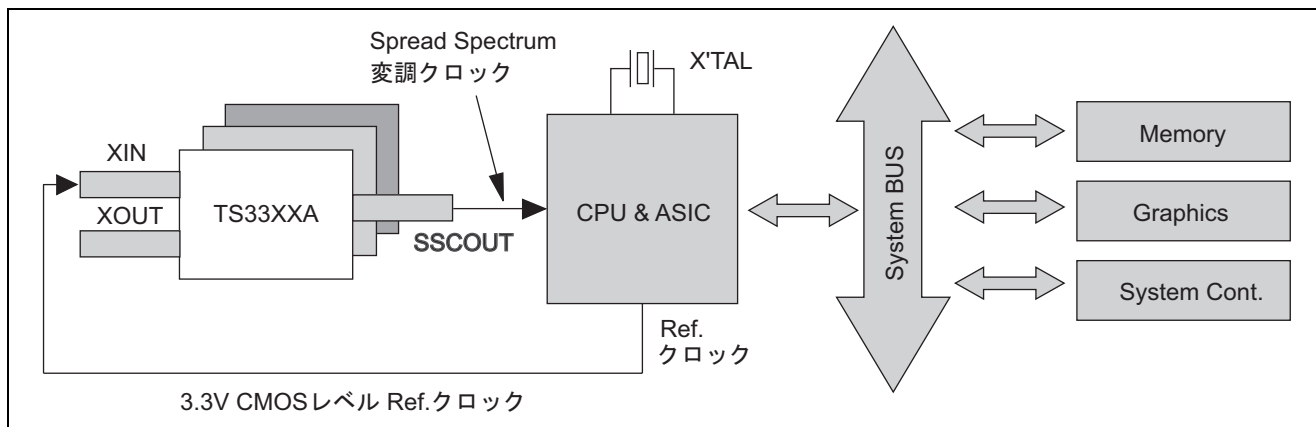 Spread Spectrum
変調クロック
X'TAL
XIN
XOUT
TS33XXA
SSCOUT
CPU & ASIC
System BUS
Memory
Graphics
System Cont.
Ref.
クロック
3.3V CMOSレベル Ref.クロック